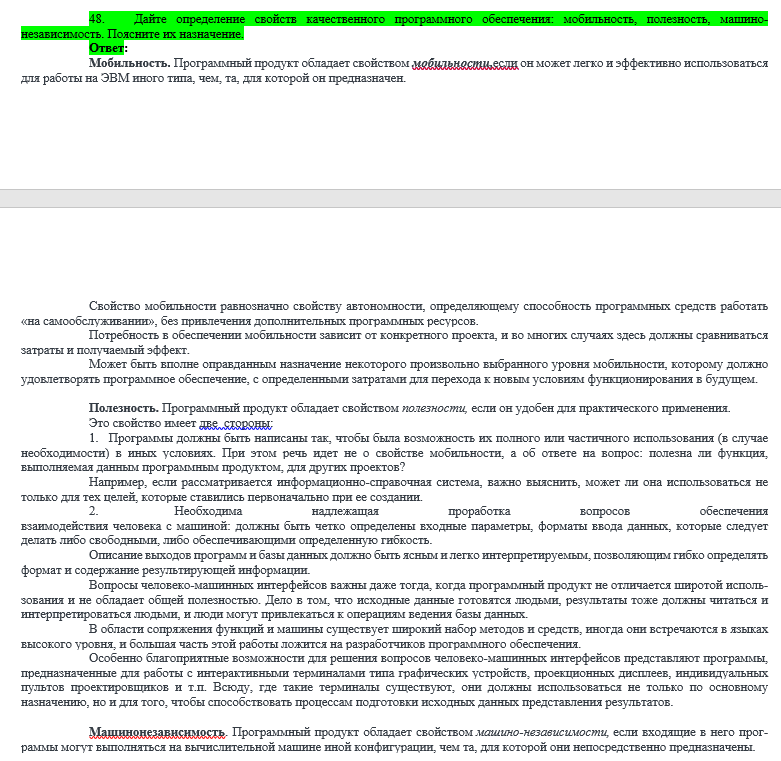 48. Дайте определение свойств качественного программного обеспечения: мобильность, полезность, машино-
независимость. Поясните их назначение.
Ответ:
Мобильность. Программный продукт обладает свойством мобильности,если он может легко и эффективно использоваться
для работы на ЭВМ иного типа, чем, та, для которой он предназначен.
Свойство мобильности равнозначно свойству автономности, определяющему способность программных средств работать
«на самообслуживании», без привлечения дополнительных программных ресурсов.
Потребность в обеспечении мобильности зависит от конкретного проекта, и во многих случаях здесь должны сравниваться
затраты и получаемый эффект.
Может быть вполне оправданным назначение некоторого произвольно выбранного уровня мобильности, которому должно
удовлетворять программное обеспечение, с определенными затратами для перехода к новым условиям функционирования в будущем.
Полезность. Программный продукт обладает свойством полезности, если он удобен для практического применения.
Это свойство имеет две стороны:
1. Программы должны быть написаны так, чтобы была возможность их полного или частичного использования (в случае
необходимости) в иных условиях. При этом речь идет не о свойстве мобильности, а об ответе на вопрос: полезна ли функция,
выполняемая данным программным продуктом, для других проектов?
Например, если рассматривается информационно-справочная система, важно выяснить, может ли она использоваться не
только для тех целей, которые ставились первоначально при ее создании.
2. Необходима надлежащая проработка вопросов обеспечения
взаимодействия человека с машиной: должны быть четко определены входные параметры, форматы ввода данных, которые следует
делать либо свободными, либо обеспечивающими определенную гибкость.
Описание выходов программ и базы данных должно быть ясным и легко интерпретируемым, позволяющим гибко определять
формат и содержание результирующей информации.
Вопросы человеко-машинных интерфейсов важны даже тогда, когда программный продукт не отличается широтой исполь-
зования и не обладает общей полезностью. Дело в том, что исходные данные готовятся людьми, результаты тоже должны читаться и
интерпретироваться людьми, и люди могут привлекаться к операциям ведения базы данных.
В области сопряжения функций и машины существует широкий набор методов и средств, иногда они встречаются в языках
высокого уровня, и большая часть этой работы ложится на разработчиков программного обеспечения.
Особенно благоприятные возможности для решения вопросов человеко-машинных интерфейсов представляют программы,
предназначенные для работы с интерактивными терминалами типа графических устройств, проекционных дисплеев, индивидуальных
пультов проектировщиков и т.п. Всюду, где такие терминалы существуют, они должны использоваться не только по основному
назначению, но и для того, чтобы способствовать процессам подготовки исходных данных представления результатов.
Машинонезависимость. Программный продукт обладает свойством машино-независимости, если входящие в него прог-
раммы могут выполняться на вычислительной машине иной конфигурации, чем та, для которой они непосредственно предназначены.